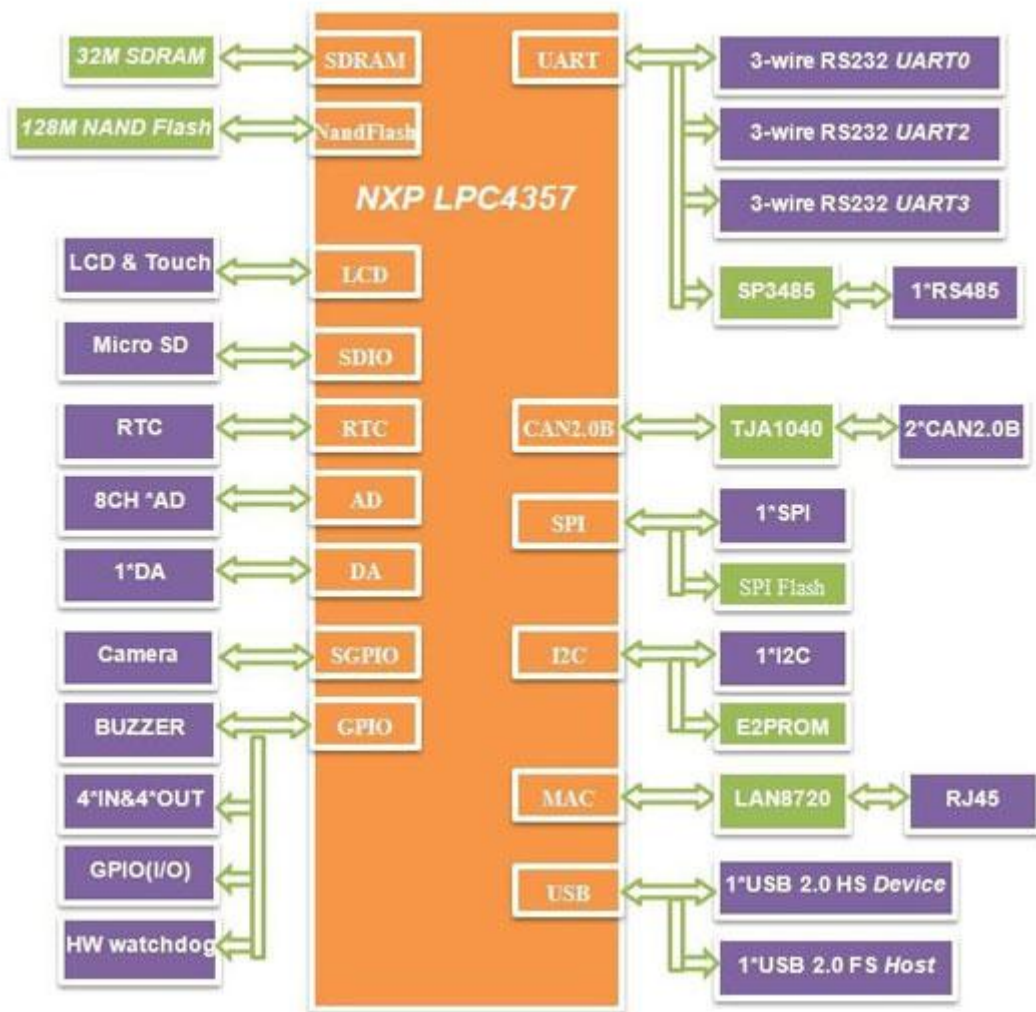 32M SDRAM
SDRAM
UART
3-wire RS232 UART0
128M NAND Flash
NandFlash
3-wire RS232 UART2
NXP LPC4357
3-wire RS232 UART3
LCD & Touch
LCD
SP3485
1*RS485
Micro SD
SDIO
RTC
RTC
CAN2.0B
TJA1040
2*CAN2.0B
8CH *AD
AD
SPI
1*SPI
1*DA
DA
SPI Flash
Camera
SGPIO
I2C
1*I2C
BUZZER
GPIO
E2PROM
4*IN&4*OUT
MAC
LAN8720
RJ45
GPIO(I/O)
USB
1*USB 2.0 HS Device
HW watchdog
1*USB 2.0 FS Host